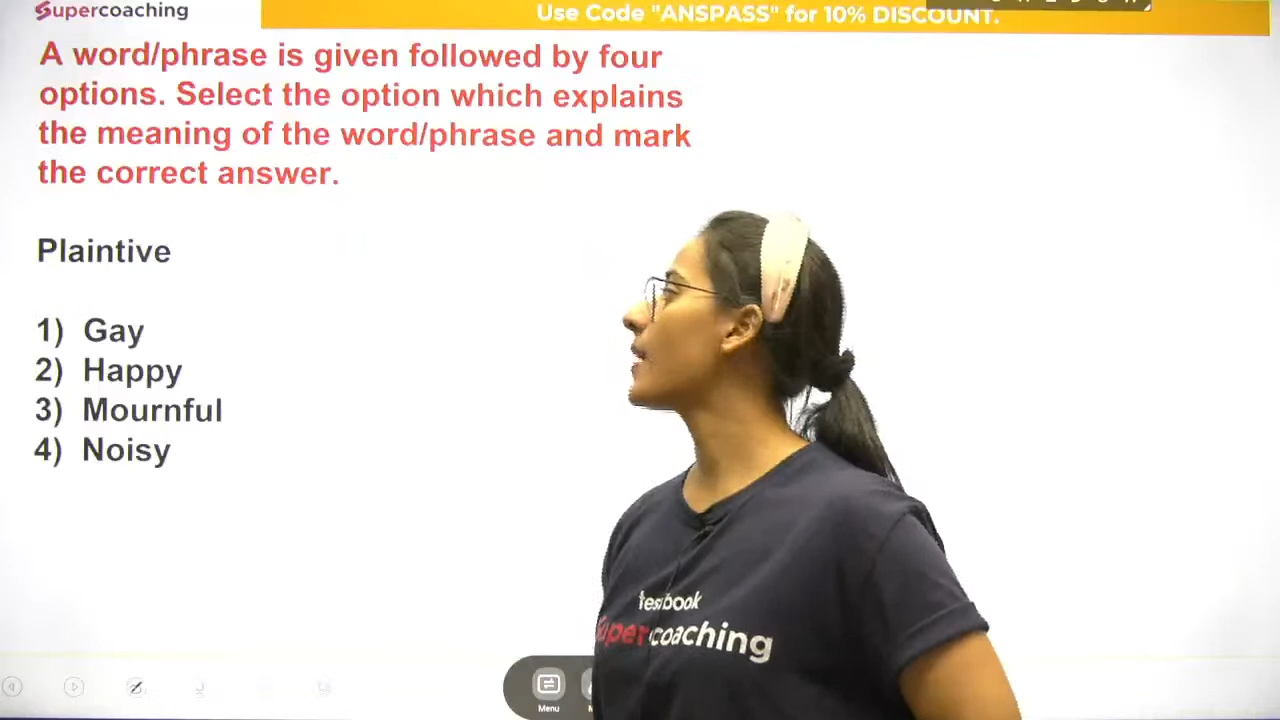 Supercoaching
Use Code "ANSPASS" for 10% DISCOUNT.
A word/phrase is given followed by four
options. Select the option which explains
the meaning of the word/phrase and mark
the correct answer.
Plaintive
1) Gay
2) Happy
3) Mournful
4) Noisy
testbook
Supercoaching
Menu